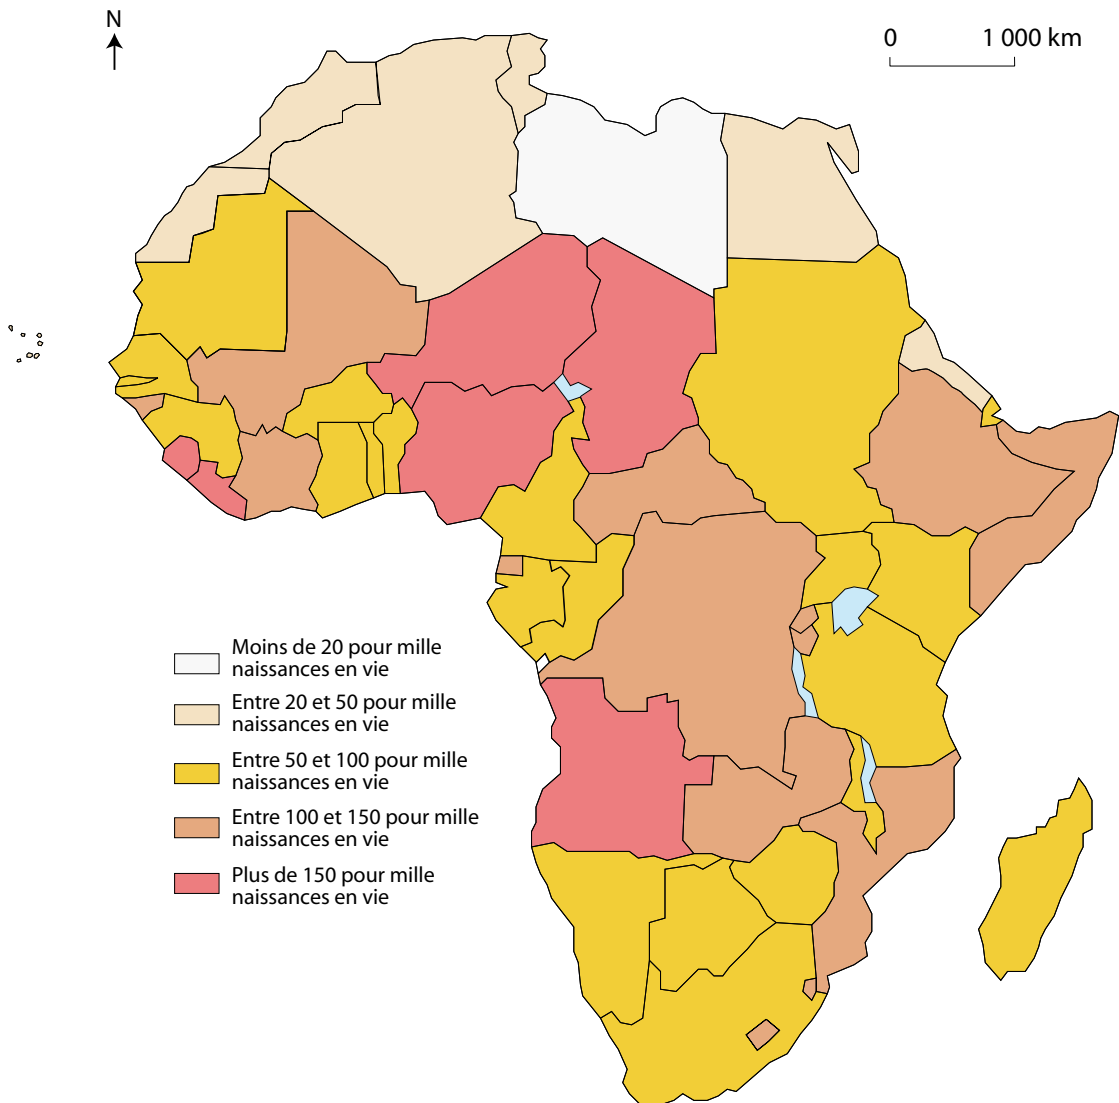 N
0 1 000 km
Moins de 20 pour mille
naissances en vie
Entre 20 et 50 pour mille
naissances en vie
Entre 50 et 100 pour mille
naissances en vie
Entre 100 et 150 pour mille
naissances en vie
Plus de 150 pour mille
naissances en vie